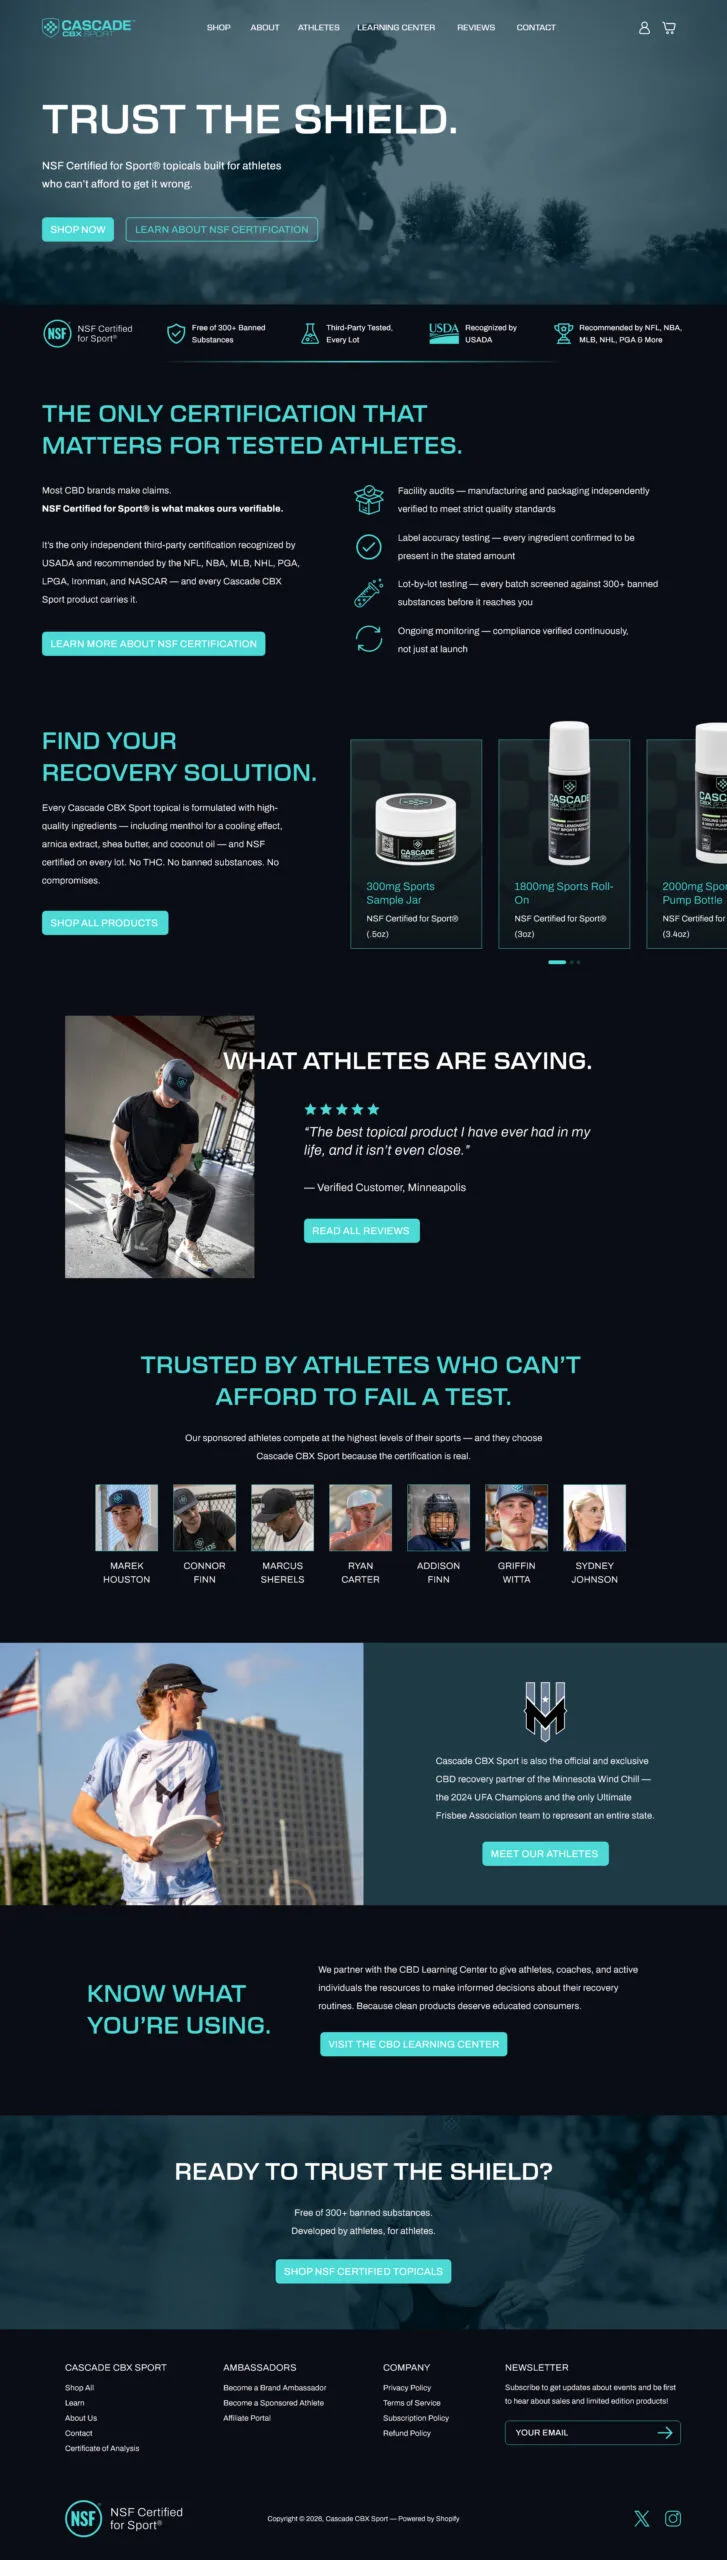 CASCADE
CBX SPORT
SHOP ABOUT ATHLETES LEARNING CENTER REVIEWS CONTACT
TRUST THE SHIELD.
NSF Certified for Sport® topicals built for athletes
who can't afford to get it wrong.
SHOP NOW
LEARN ABOUT NSF CERTIFICATION
NSF
NSF Certified
for Sport®
Free of 300+ Banned
Substances
Third-Party Tested,
Every Lot
USDA
Recognized by
USADA
Recommended by NFL, NBA,
MLB, NHL, PGA & More
THE ONLY CERTIFICATION THAT
MATTERS FOR TESTED ATHLETES.
Most CBD brands make claims.
NSF Certified for Sport® is what makes ours verifiable.
It's the only independent third-party certification recognized by
USADA and recommended by the NFL, NBA, MLB, NHL, PGA,
LPGA, Ironman, and NASCAR — and every Cascade CBX
Sport product carries it.
LEARN MORE ABOUT NSF CERTIFICATION
Facility audits — manufacturing and packaging independently
verified to meet strict quality standards
Label accuracy testing — every ingredient confirmed to be
present in the stated amount
Lot-by-lot testing — every batch screened against 300+ banned
substances before it reaches you
Ongoing monitoring — compliance verified continuously,
not just at launch
FIND YOUR
RECOVERY SOLUTION.
Every Cascade CBX Sport topical is formulated with high-
quality ingredients — including menthol for a cooling effect,
arnica extract, shea butter, and coconut oil — and NSF
certified on every lot. No THC. No banned substances. No
compromises.
SHOP ALL PRODUCTS
CASCADE
300mg Sports
Sample Jar
NSF Certified for Sport®
(.5oz)
CASCADE
COOLING LEMONGRASS
& MINT SPORTS ROLL
1800mg Sports Roll-
On
NSF Certified for Sport®
(3oz)
CASC
COOLING LEM
& MINT PUMP
2000mg Spor
Pump Bottle
NSF Certified for
(3.4oz)
WHAT ATHLETES ARE SAYING.
“The best topical product I have ever had in my
life, and it isn’t even close.”
— Verified Customer, Minneapolis
READ ALL REVIEWS
TRUSTED BY ATHLETES WHO CAN'T
AFFORD TO FAIL A TEST.
Our sponsored athletes compete at the highest levels of their sports — and they choose
Cascade CBX Sport because the certification is real.
MAREK
HOUSTON
CONNOR
FINN
MARCUS
SHERELS
RYAN
CARTER
ADDISON
FINN
GRIFFIN
WITTA
SYDNEY
JOHNSON
Cascade CBX Sport is also the official and exclusive
CBD recovery partner of the Minnesota Wind Chill —
the 2024 UFA Champions and the only Ultimate
Frisbee Association team to represent an entire state.
MEET OUR ATHLETES
KNOW WHAT
YOU'RE USING.
We partner with the CBD Learning Center to give athletes, coaches, and active
individuals the resources to make informed decisions about their recovery
routines. Because clean products deserve educated consumers.
VISIT THE CBD LEARNING CENTER
READY TO TRUST THE SHIELD?
Free of 300+ banned substances.
Developed by athletes, for athletes.
SHOP NSF CERTIFIED TOPICALS
CASCADE CBX SPORT
Shop All
Learn
About Us
Contact
Certificate of Analysis
AMBASSADORS
Become a Brand Ambassador
Become a Sponsored Athlete
Affiliate Portal
COMPANY
Privacy Policy
Terms of Service
Subscription Policy
Refund Policy
NEWSLETTER
Subscribe to get updates about events and be first
to hear about sales and limited edition products!
YOUR EMAIL
NSF
NSF Certified
for Sport®
Copyright © 2026, Cascade CBX Sport — Powered by Shopify